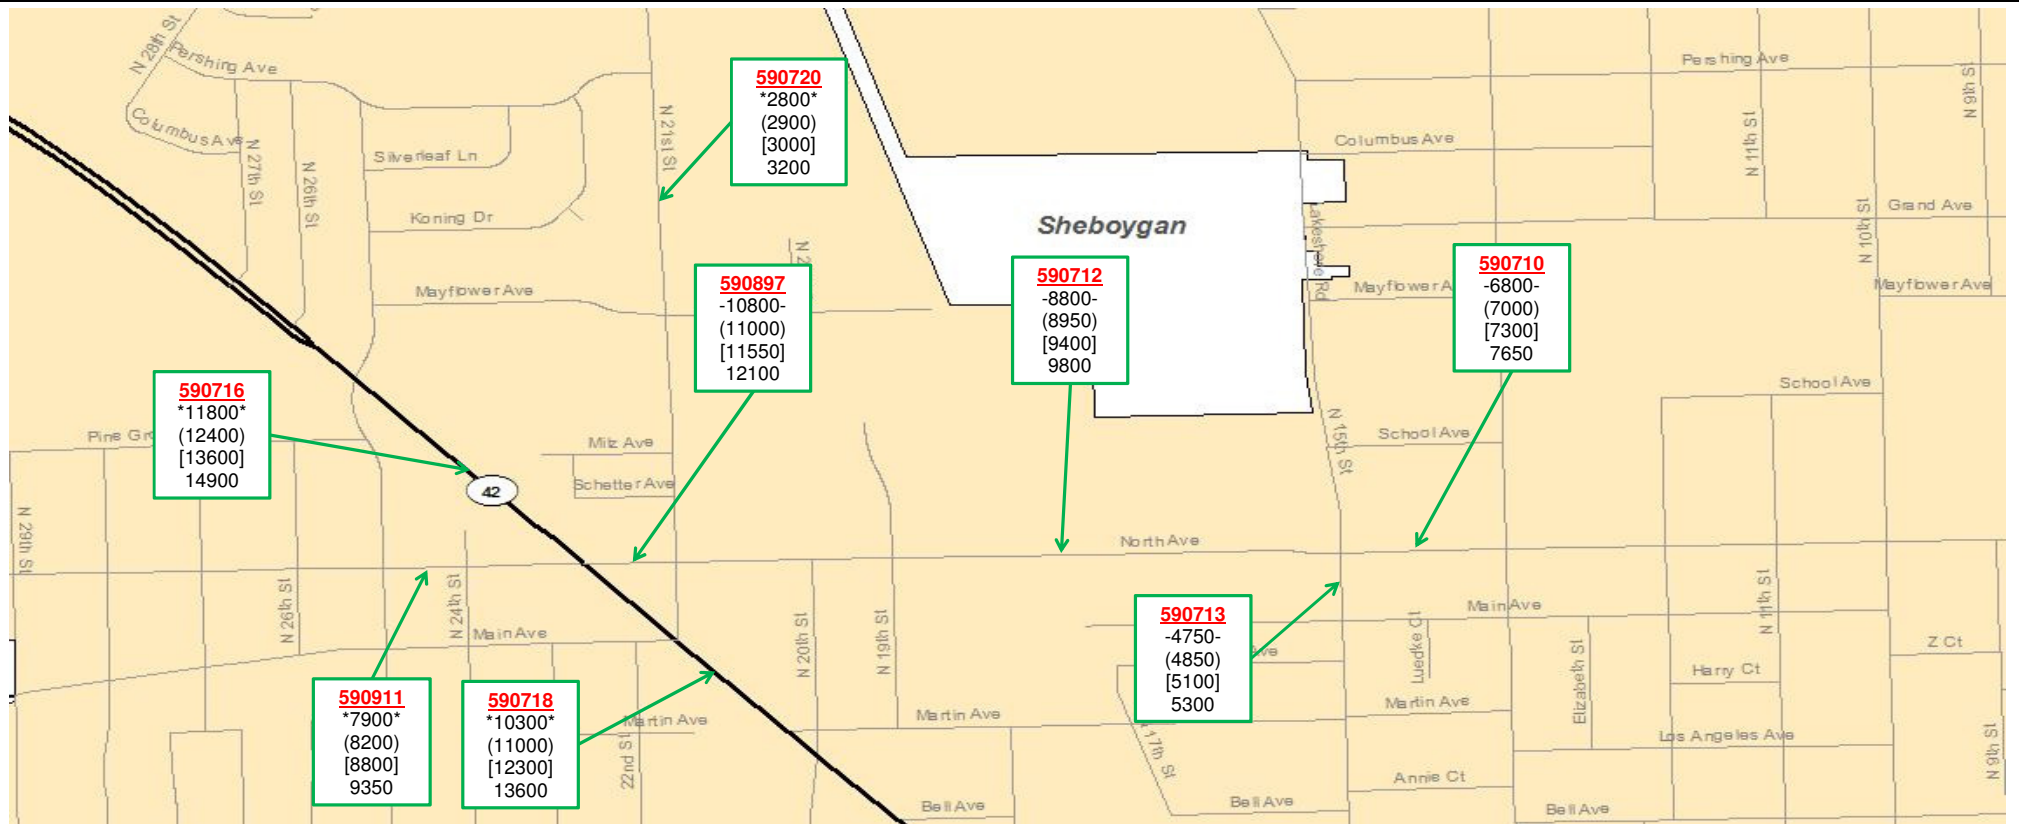 N 28th St
Pershing Ave
Columbus Ave
N 27th St
N 26th St
Silverleaf Ln
Koning Dr
Mayflower Ave
N 21st St
590720
*2800*
(2900)
[3000]
3200
Sheboygan
Pershing Ave
N 9th St
Columbus Ave
N 11th St
Grand Ave
N 10th St
Lakeshore Rd
Mayflower A
Mayflower Ave
590897
-10800-
(11000)
[11550]
12100
590712
-8800-
(8950)
[9400]
9800
590710
-6800-
(7000)
[7300]
7650
590716
*11800*
(12400)
[13600]
14900
Pine Gr
42
Milz Ave
Schetter Ave
School Ave
School Ave
N 15th St
N 29th St
North Ave
N 26th St
N 24th St
Main Ave
N 20th St
N 19th St
590713
-4750-
(4850)
[5100]
5300
Ave
Main Ave
Luedke Ct
Elizabeth St
N 11th St
Z Ct
Harry Ct
590911
*7900*
(8200)
[8800]
9350
590718
*10300*
(11000)
[12300]
13600
Martin Ave
22nd St
Martin Ave
17th St
Martin Ave
Los Angeles Ave
N 9th St
Annie Ct
Bell Ave
Bell Ave
Bell Ave